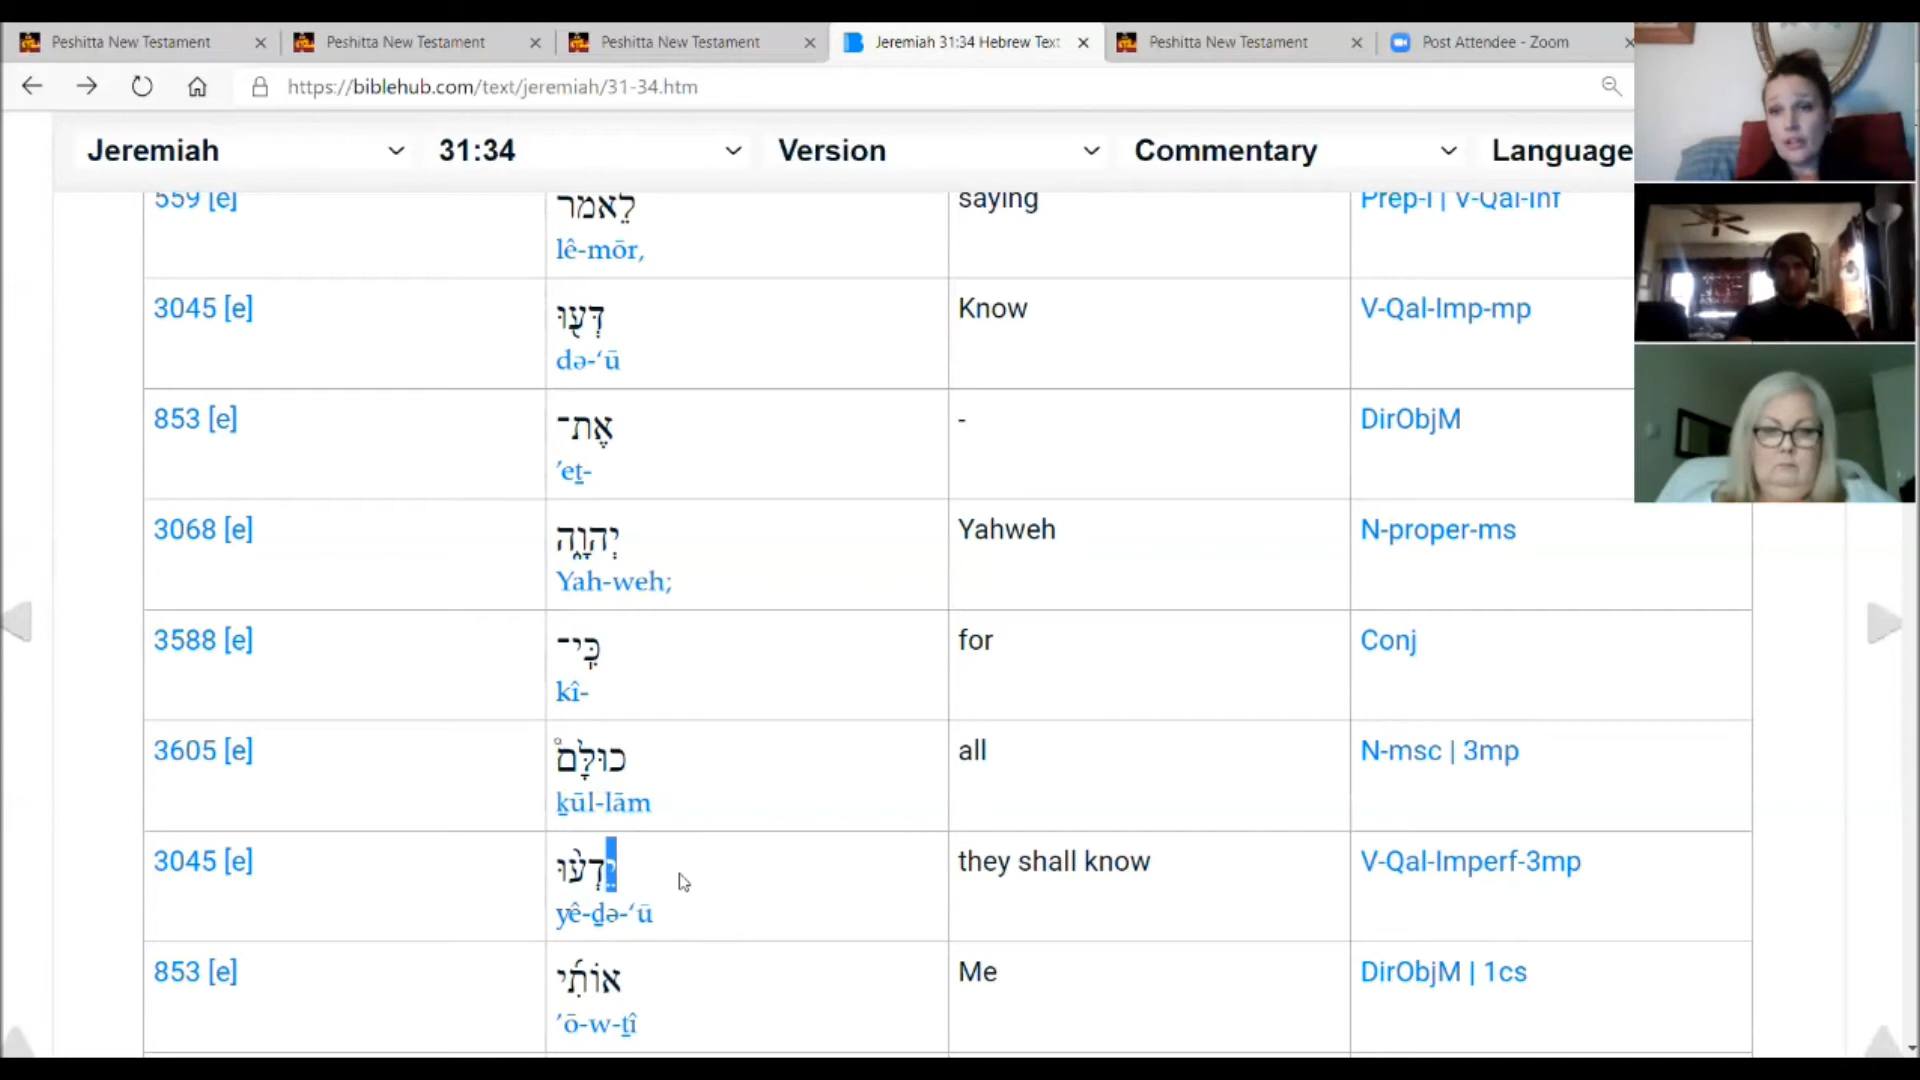 Peshitta New Testament
Peshitta New Testament
Peshitta New Testament
Jeremiah 31:34 Hebrew Text
Peshitta New Testament
Post Attendee - Zoom
https://biblehub.com/text/jeremiah/31-34.htm
Jeremiah 31:34 Version Commentary Language
559 [e] לֵאמֹר saying Prep-l | V-Qal-Inf
lê-mōr,
3045 [e] דְּע֖וּ Know V-Qal-Imp-mp
də-‘ū
853 [e] אֶת־ - DirObjM
’eṯ-
3068 [e] יְהוָ֑ה Yahweh N-proper-ms
Yah-weh;
3588 [e] כִּֽי־ for Conj
kî-
3605 [e] כוּלָּם֩ all N-msc | 3mp
ḵūl-lām
3045 [e] יֵדְע֨וּ they shall know V-Qal-Imperf-3mp
yê-ḏə-‘ū
853 [e] אוֹתִ֜י Me DirObjM | 1cs
’ō-w-ṯî